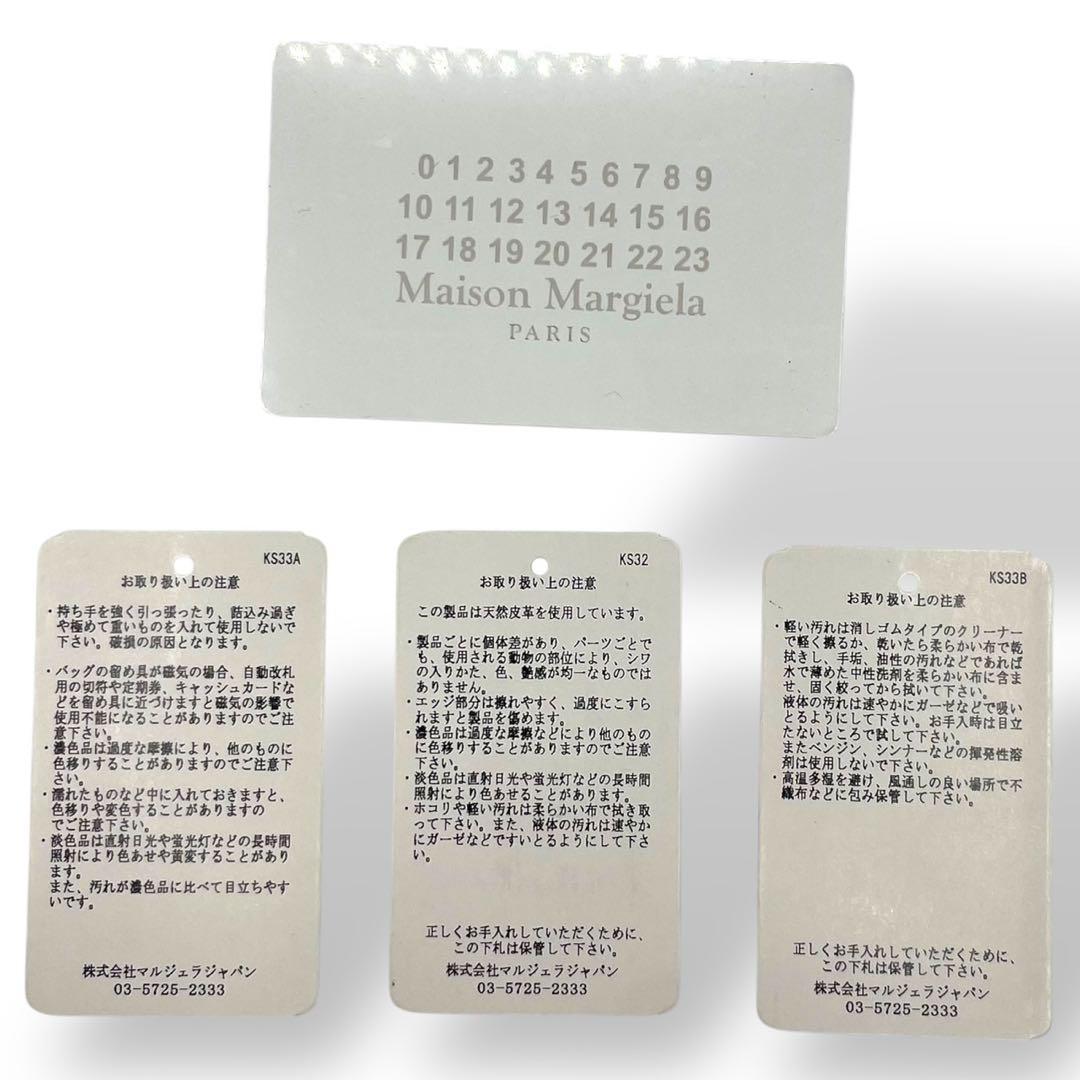 0 1 2 3 4 5 6 7 8 9
10 11 12 13 14 15 16
17 18 19 20 21 22 23
Maison Margiela
PARIS
KS33A
お取り扱い上の注意
・持ち手を強く引っ張ったり、詰込み過ぎ
や極めて重いものを入れて使用しないで
下さい。破損の原因となります。
・バッグの留め具が磁気の場合、自動改札
用の切符や定期券、キャッシュカードな
どを留め具に近づけますと磁気の影響で
使用不能になることがありますのでご注
意下さい。
・濃色品は過度な摩擦により、他のものに
色移りすることがありますのでご注意下
さい。
・濡れたものなど中に入れておきますと、
色移りや変色することがありますの
でご注意下さい。
・淡色品は直射日光や蛍光灯などの長時間
照射により色あせや黄変することがあり
ます。
また、汚れが濃色品に比べて目立ちやす
いです。
株式会社マルジェラジャパン
03-5725-2333
KS32
お取り扱い上の注意
この製品は天然皮革を使用しています。
・製品ごとに個体差があり、パーツごとで
も、使用される動物の部位により、シワ
の入りかた、色、艶感が均一なものでは
ありません。
・エッジ部分は擦れやすく、過度にこすら
れますと製品を傷めます。
・濃色品は過度な摩擦などにより他のもの
に色移りすることがありますのでご注意
下さい。
・淡色品は直射日光や蛍光灯などの長時間
照射により色あせることがあります。
・ホコリや軽い汚れは柔らかい布で拭き取
って下さい。また、液体の汚れは速やか
にガーゼなどですいとるようにして下さ
い。
正しくお手入れしていただくために、
この下札は保管して下さい。
株式会社マルジェラジャパン
03-5725-2333
KS33B
お取り扱い上の注意
・軽い汚れは消しゴムタイプのクリーナー
で軽く擦るか、乾いたら柔らかい布で乾
拭きし、手垢、油性の汚れなどであれば
水で薄めた中性洗剤を柔らかい布に含ま
せ、固く絞ってから拭いて下さい。
液体の汚れは速やかにガーゼなどで吸い
とるようにして下さい。お手入時は目立
たないところで試して下さい。
またベンジン、シンナーなどの揮発性溶
剤は使用しないで下さい。
・高温多湿を避け、風通しの良い場所で不
織布などに包み保管して下さい。
正しくお手入れしていただくために、
この下札は保管して下さい。
株式会社マルジェラジャパン
03-5725-2333